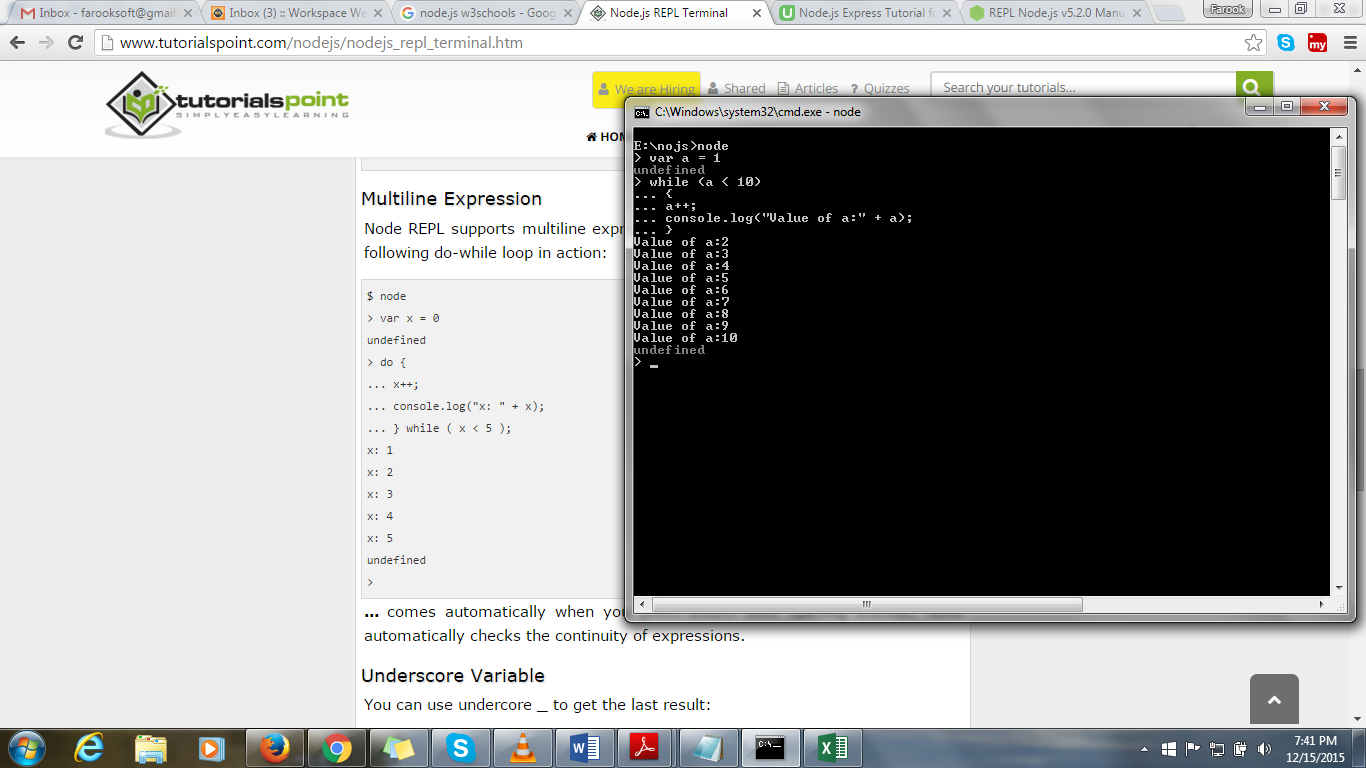 Inbox - farooksoft@gmail
Inbox (3) :: Workspace We
node.js w3schools - Goog
Node.js REPL Terminal
Node.js Express Tutorial fo
REPL Node.js v5.2.0 Manu
Farook
www.tutorialspoint.com/nodejs/nodejs_repl_terminal.htm
my
tutorialspoint
SIMPLYEASYLEARNING
We are Hiring
Shared
Articles
? Quizzes
Search your tutorials...
HOM
Multiline Expression
Node REPL supports multiline expr
following do-while loop in action:
$ node
> var x = 0
undefined
> do {
... x++;
... console.log("x: " + x);
... } while ( x < 5 );
x: 1
x: 2
x: 3
x: 4
x: 5
undefined
>
... comes automatically when you
automatically checks the continuity of expressions.
Underscore Variable
You can use undercore _ to get the last result:
C:\Windows\system32\cmd.exe - node
E:\nojs>node
> var a = 1
undefined
> while (a < 10)
... {
... a++;
... console.log("Value of a:" + a);
... }
Value of a:2
Value of a:3
Value of a:4
Value of a:5
Value of a:6
Value of a:7
Value of a:8
Value of a:9
Value of a:10
undefined
> _
7:41 PM
12/15/2015